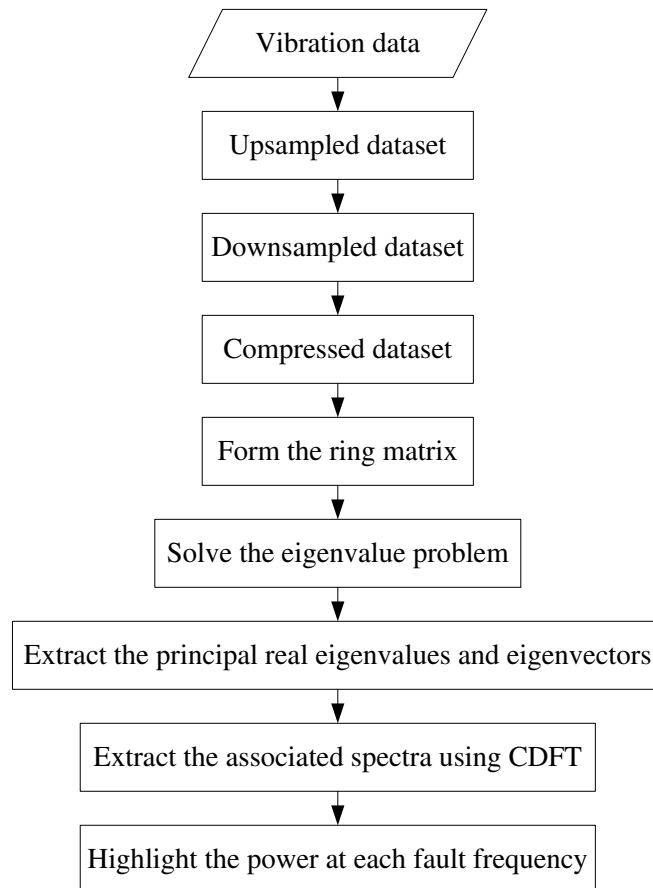 Vibration data
Upsampled dataset
Downsampled dataset
Compressed dataset
Form the ring matrix
Solve the eigenvalue problem
Extract the principal real eigenvalues and eigenvectors
Extract the associated spectra using CDFT
Highlight the power at each fault frequency